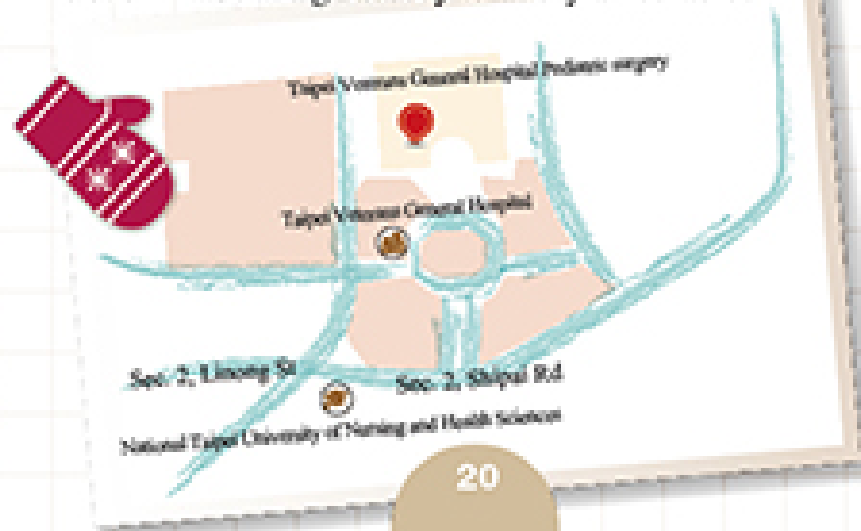 Taipei Veterans General Hospital Pediatric surgery
Taipei Veterans General Hospital
Sec. 2, Linong St
Sec. 2, Shipai Rd
National Taipei University of Nursing and Health Sciences
20